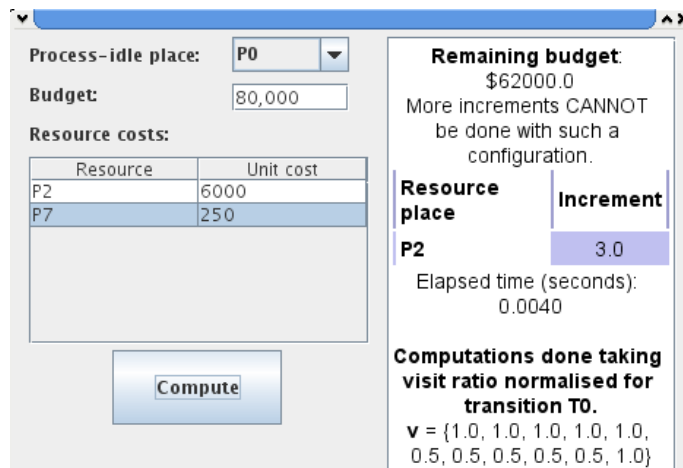 Process-idle place: P0
Budget: 80,000
Resource costs:
Resource Unit cost
P2 6000
P7 250
Compute
Remaining budget:
$62000.0
More increments CANNOT
be done with such a
configuration.
Resource
place Increment
P2 3.0
Elapsed time (seconds):
0.0040
Computations done taking
visit ratio normalised for
transition T0.
v = {1.0, 1.0, 1.0, 1.0, 1.0,
0.5, 0.5, 0.5, 0.5, 0.5, 1.0}